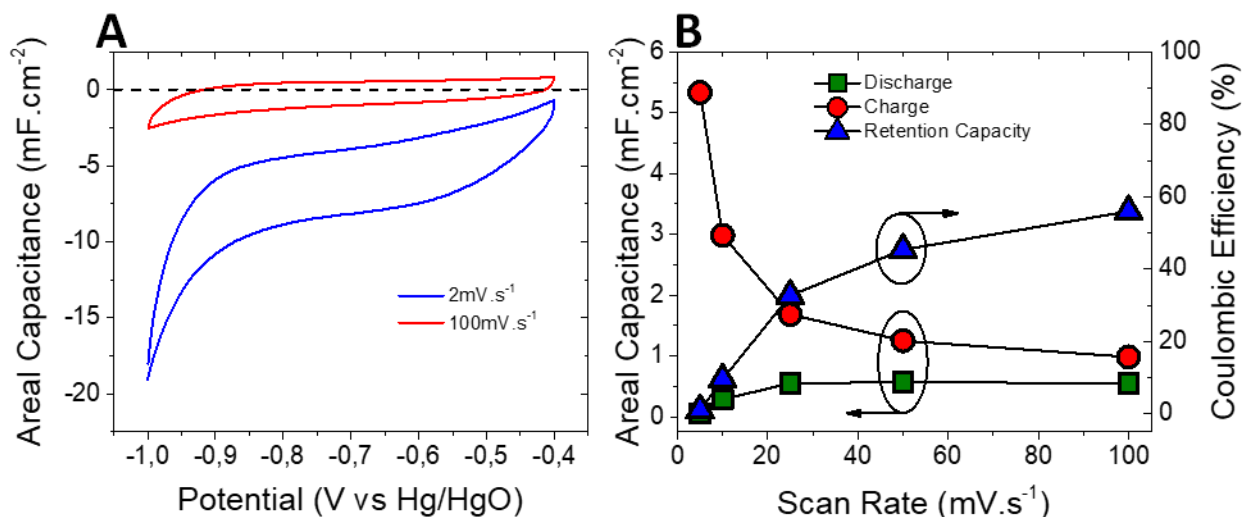 A
Areal Capacitance (mF.cm⁻²)
0
-5
-10
-15
-20
2mV.s⁻¹
100mV.s⁻¹
-1,0 -0,9 -0,8 -0,7 -0,6 -0,5 -0,4
Potential (V vs Hg/HgO)
B
Areal Capacitance (mF.cm⁻²)
6
5
4
3
2
1
0
Discharge
Charge
Retention Capacity
100
80
60
40
20
0
Coulombic Efficiency (%)
0 20 40 60 80 100
Scan Rate (mV.s⁻¹)